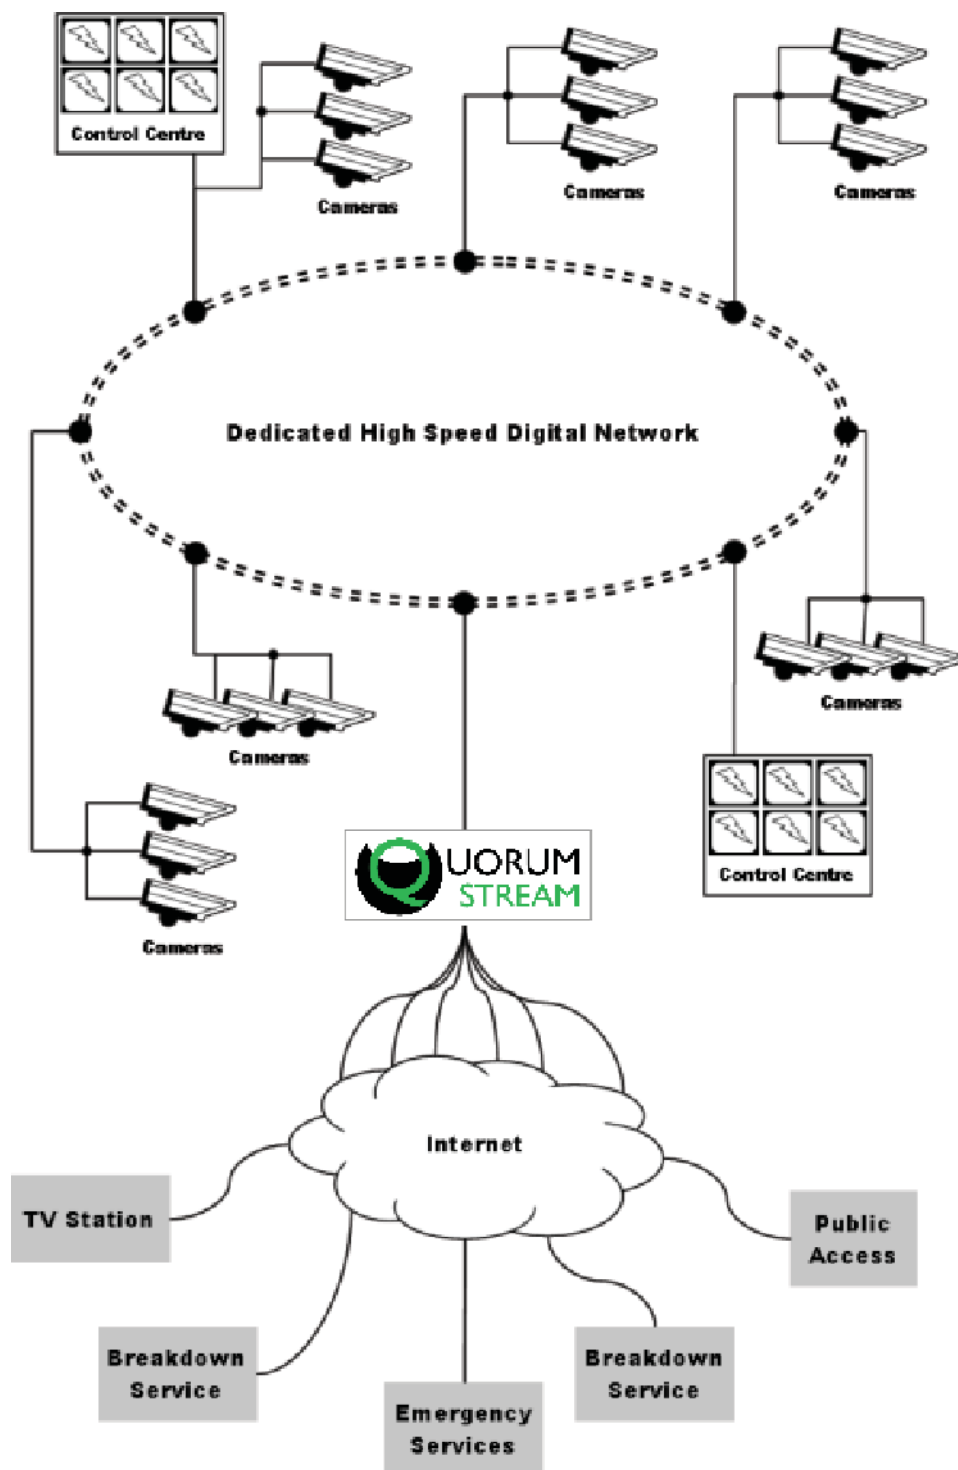 Control Centre
Cameras
Cameras
Cameras
Dedicated High Speed Digital Network
Cameras
Cameras
Control Centre
Cameras
QUORUM
STREAM
Internet
TV Station
Public
Access
Breakdown
Service
Breakdown
Service
Emergency
Services